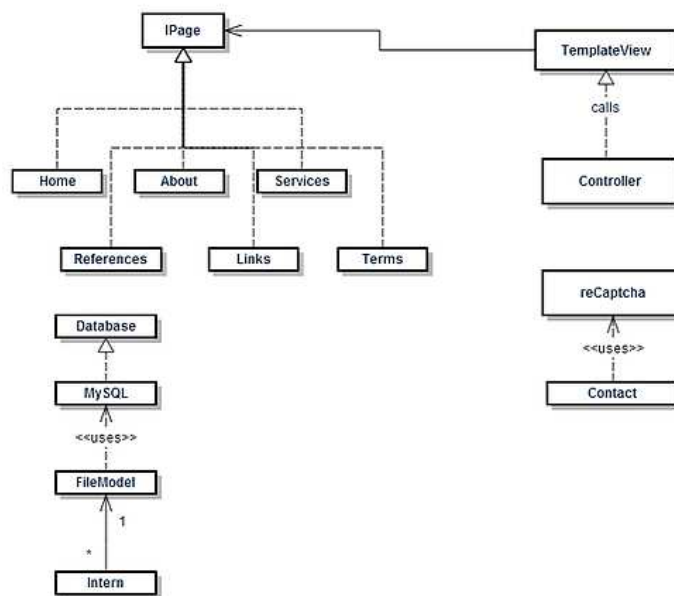 IPage
TemplateView
calls
Home
About
Services
Controller
References
Links
Terms
reCaptcha
Database
<<uses>>
MySQL
Contact
<<uses>>
FileModel
1
*
Intern